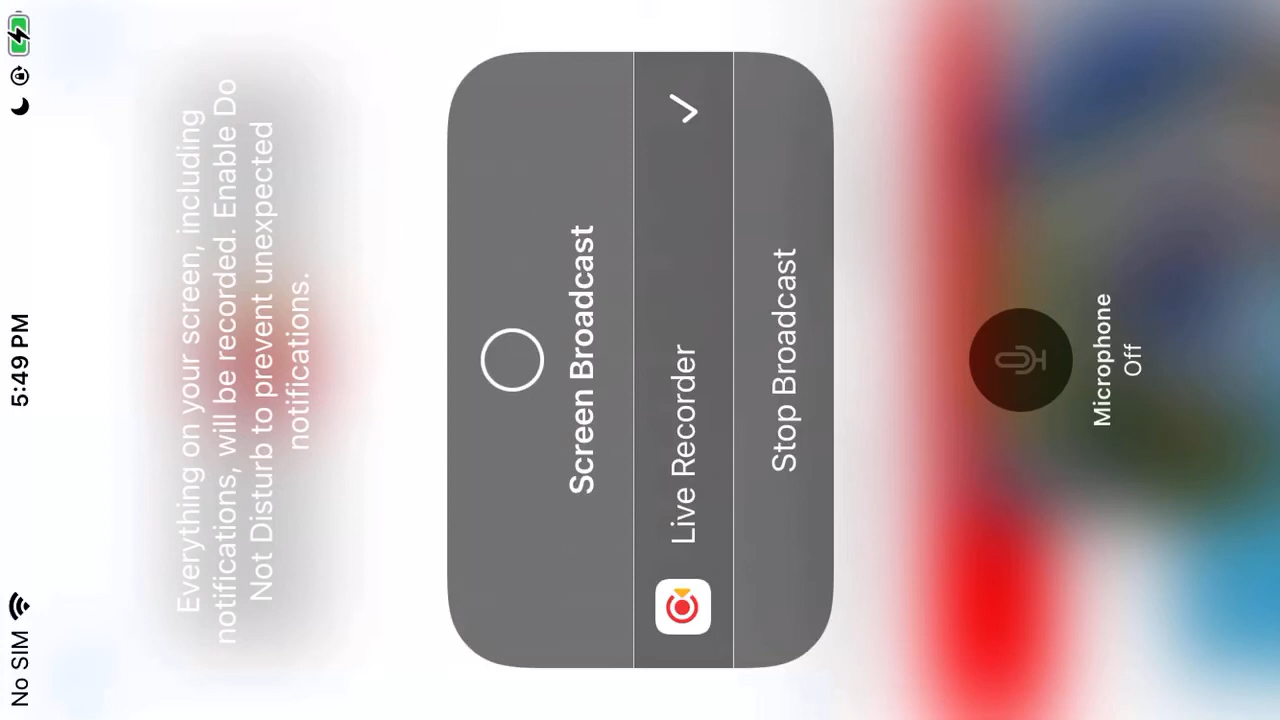 No SIM 5:49 PM
Everything on your screen, including
notifications, will be recorded. Enable Do
Not Disturb to prevent unexpected
notifications.
Screen Broadcast
Live Recorder
Stop Broadcast
Microphone
Off